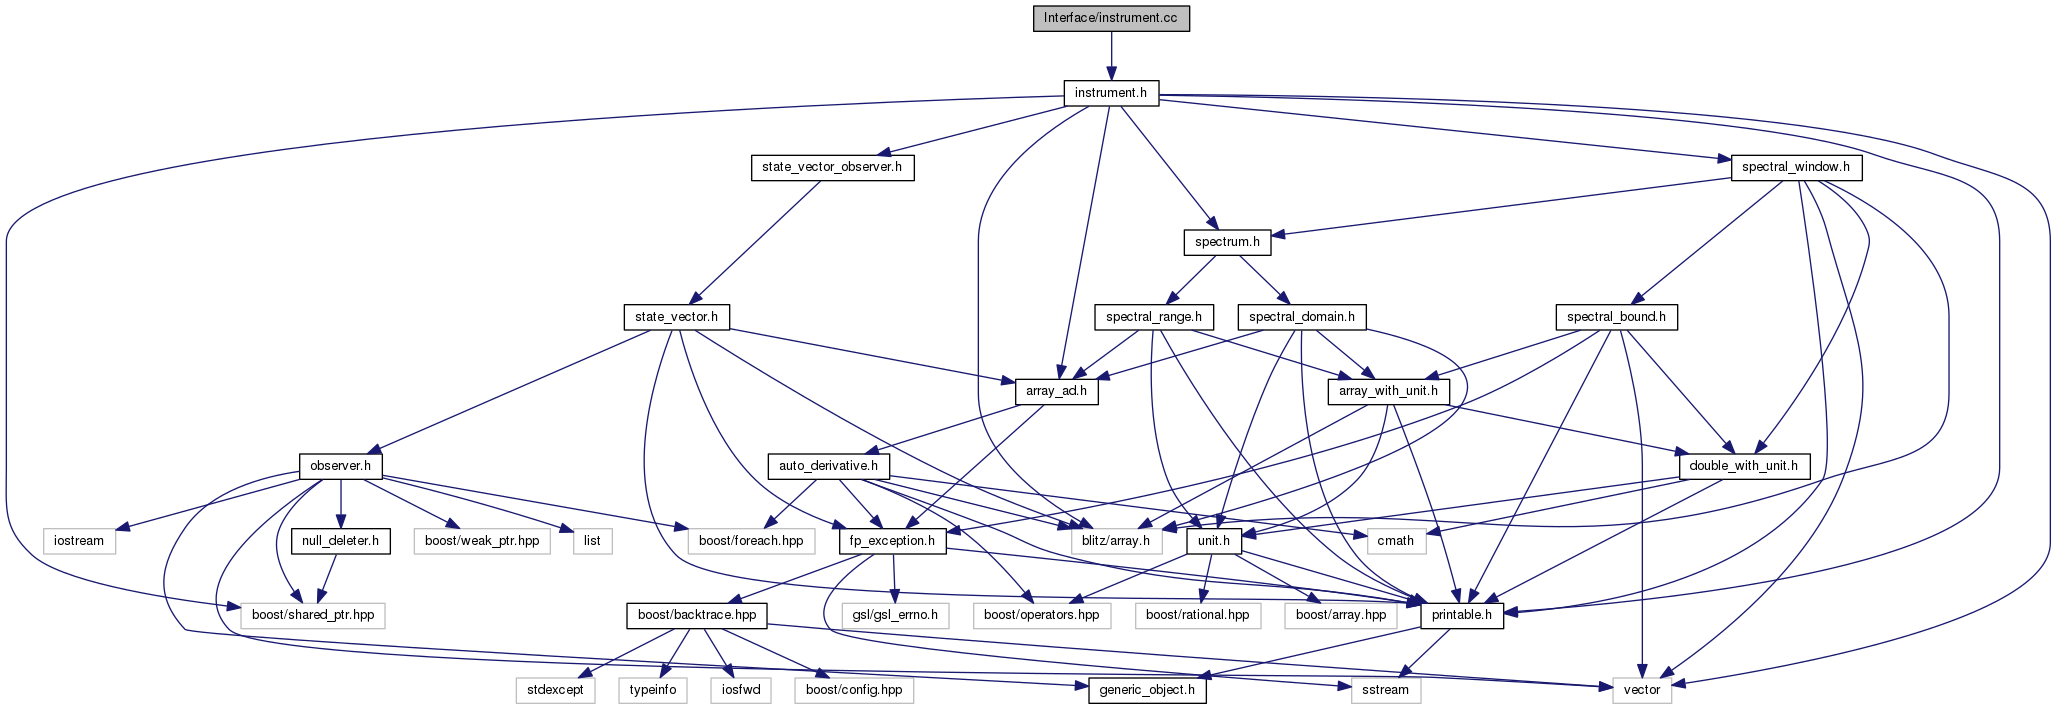 Interface/instrument.cc
instrument.h
state_vector_observer.h
spectral_window.h
spectrum.h
state_vector.h
spectral_range.h
spectral_domain.h
spectral_bound.h
array_ad.h
array_with_unit.h
observer.h
auto_derivative.h
double_with_unit.h
iostream
null_deleter.h
boost/weak_ptr.hpp
list
boost/foreach.hpp
fp_exception.h
blitz/array.h
unit.h
cmath
boost/shared_ptr.hpp
boost/backtrace.hpp
gsl/gsl_errno.h
boost/operators.hpp
boost/rational.hpp
boost/array.hpp
printable.h
stdexcept
typeinfo
iosfwd
boost/config.hpp
generic_object.h
sstream
vector